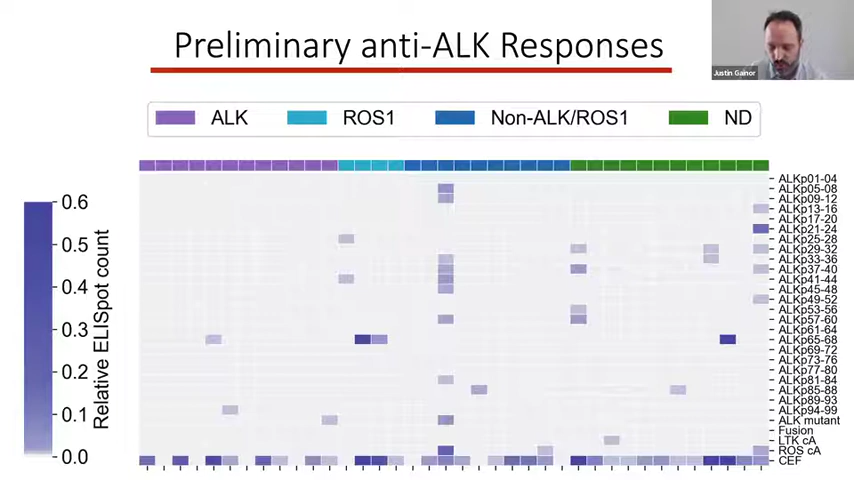 Preliminary anti-ALK Responses
Justin Gainor
ALK ROS1 Non-ALK/ROS1 ND
0.6
0.5
0.4
0.3
0.2
0.1
0.0
Relative ELISpot count
ALKp01-04
ALKp05-08
ALKp09-12
ALKp13-16
ALKp17-20
ALKp21-24
ALKp25-28
ALKp29-32
ALKp33-36
ALKp37-40
ALKp41-44
ALKp45-48
ALKp49-52
ALKp53-56
ALKp57-60
ALKp61-64
ALKp65-68
ALKp69-72
ALKp73-76
ALKp77-80
ALKp81-84
ALKp85-88
ALKp89-93
ALKp94-99
ALK mutant
Fusion
LTK cA
ROS cA
CEF